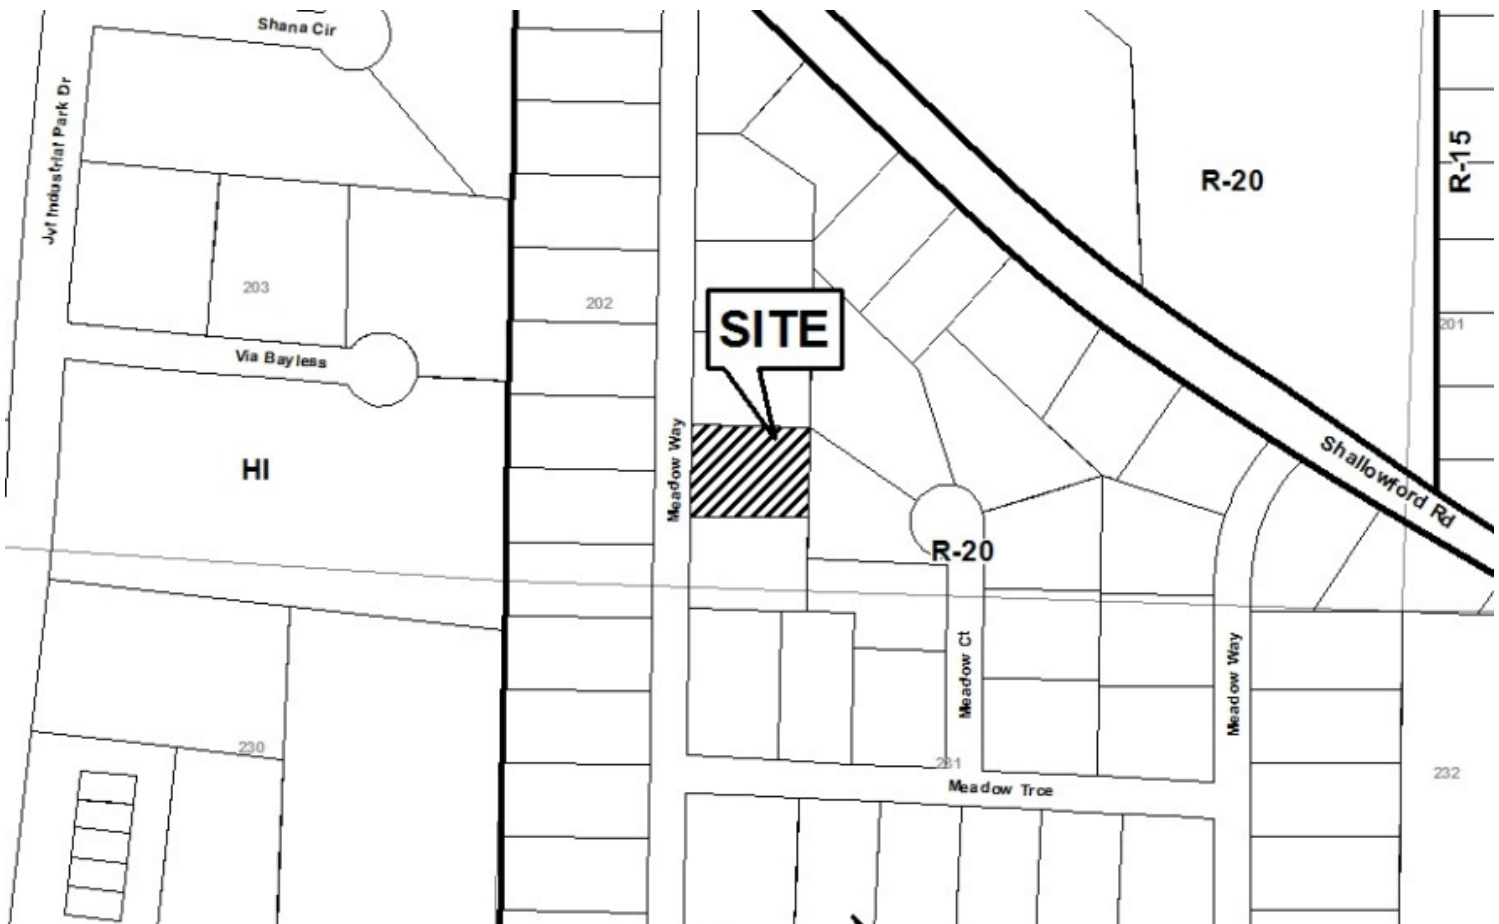 Shana Cir
Jvl Industrial Park Dr
R-20
R-15
203
202
SITE
201
Via Bayless
Meadow Way
HI
Shallowford Rd
R-20
Meadow Ct
Meadow Way
230
231
232
Meadow Trce